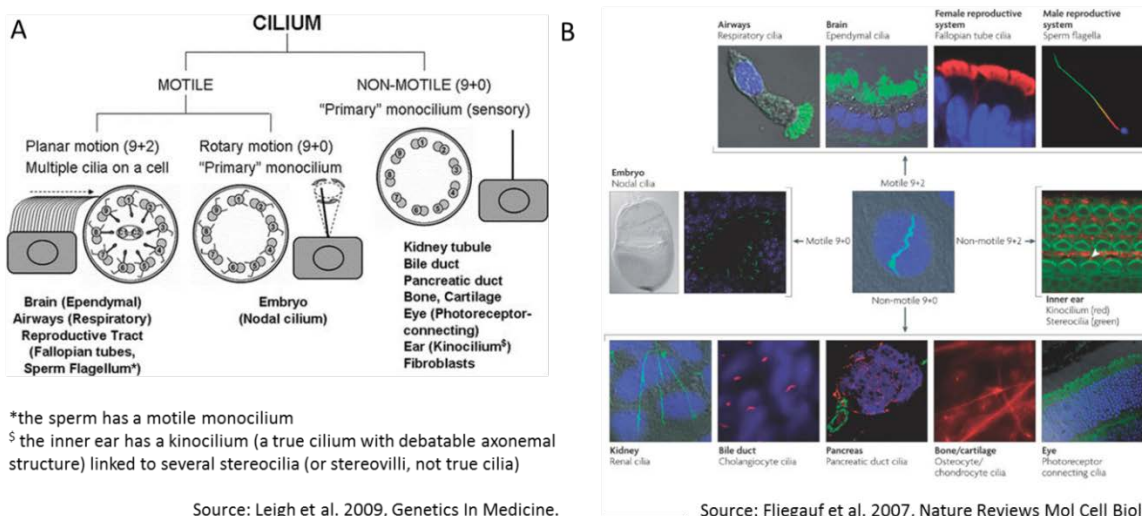 A
CILIUM
MOTILE
NON-MOTILE (9+0)
"Primary" monocilium (sensory)
Planar motion (9+2)
Multiple cilia on a cell
Rotary motion (9+0)
"Primary" monocilium
Brain (Ependymal)
Airways (Respiratory)
Reproductive Tract
(Fallopian tubes,
Sperm Flagellum*)
Embryo
(Nodal cilium)
Kidney tubule
Bile duct
Pancreatic duct
Bone, Cartilage
Eye (Photoreceptor-
connecting)
Ear (Kinocilium$)
Fibroblasts
*the sperm has a motile monocilium
$ the inner ear has a kinocilium (a true cilium with debatable axonemal
structure) linked to several stereocilia (or stereovilli, not true cilia)
Source: Leigh et al. 2009, Genetics In Medicine.
B
Airways
Respiratory cilia
Brain
Ependymal cilia
Female reproductive
system
Fallopian tube cilia
Male reproductive
system
Sperm flagella
Motile 9+2
Embryo
Nodal cilia
Motile 9+0
Non-motile 9+2
Inner ear
Kinocilium (red)
Stereocilia (green)
Non-motile 9+0
Kidney
Renal cilia
Bile duct
Cholangiocyte cilia
Pancreas
Pancreatic duct cilia
Bone/cartilage
Osteocyte/
chondrocyte cilia
Eye
Photoreceptor
connecting cilia
Source: Fliegauf et al. 2007, Nature Reviews Mol Cell Biol